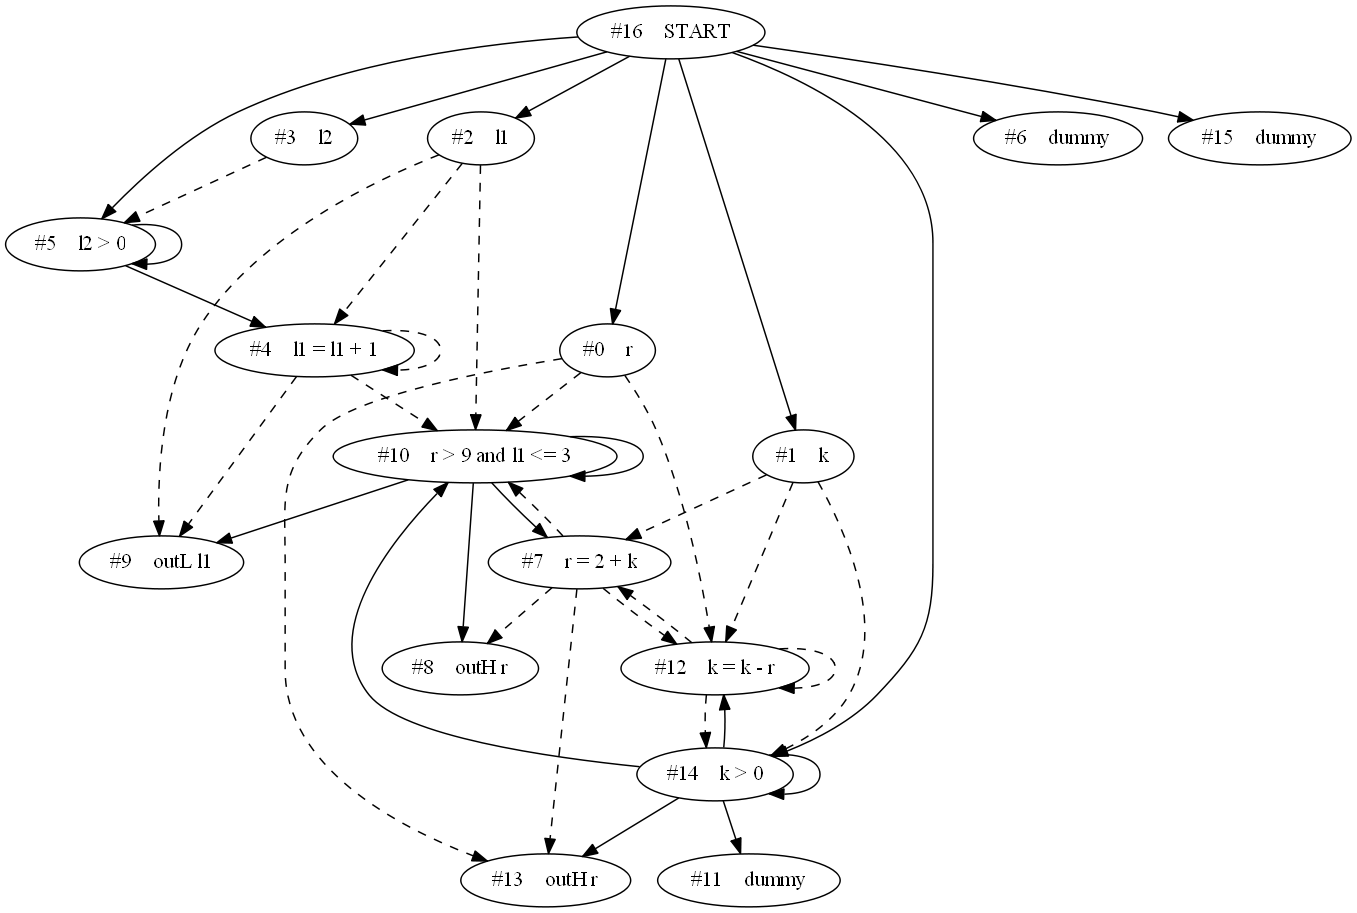 #16 START
#3 l2
#2 l1
#6 dummy
#15 dummy
#5 l2 > 0
#4 l1 = l1 + 1
#0 r
#10 r > 9 and l1 <= 3
#1 k
#9 outL l1
#7 r = 2 + k
#8 outH r
#12 k = k - r
#14 k > 0
#13 outH r
#11 dummy